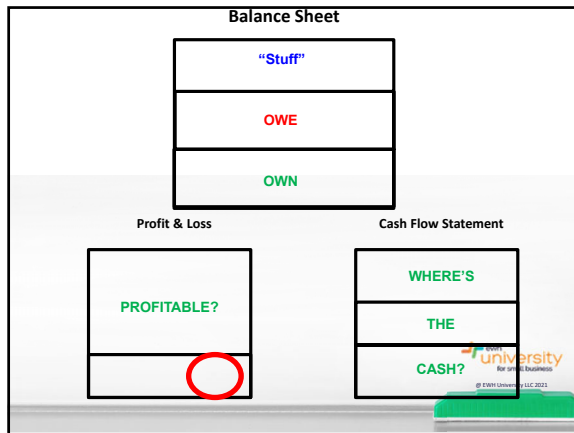 Balance Sheet
“Stuff”
OWE
OWN
Profit & Loss
Cash Flow Statement
PROFITABLE?
WHERE’S
THE
CASH?
ewh
university
for small business
@ EWH University LLC 2021